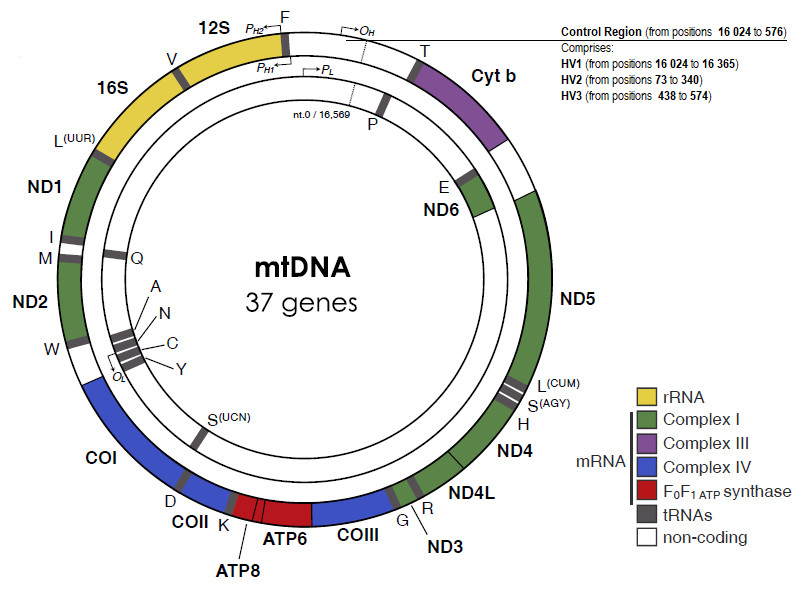 Control Region (from positions 16 024 to 576)
Comprises:
HV1 (from positions 16 024 to 16 365)
HV2 (from positions 73 to 340)
HV3 (from positions 438 to 574)
12S
PH2
F
OH
T
Cyt b
V
PH1
PL
16S
nt.0 / 16,569
P
L(UUR)
E
ND6
ND1
I
M
Q
mtDNA
37 genes
ND2
A
N
C
Y
W
OL
ND5
L(CUM)
S(AGY)
H
S(UCN)
ND4
COI
D
COII
K
ATP8
ATP6
COIII
G
R
ND3
ND4L
mRNA
rRNA
Complex I
Complex III
Complex IV
F0F1 ATP synthase
tRNAs
non-coding